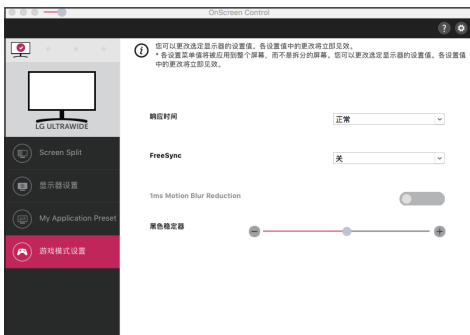 OnScreen Control
您可以更改选定显示器的设置值。各设置值中的更改将立即见效。
* 各设置菜单值将被应用到整个屏幕，而不是拆分的屏幕。您可以更改选定显示器的设置值。各设置值
中的更改将立即见效。
LG ULTRAWIDE
响应时间
正常
Screen Split
FreeSync
关
显示器设置
1ms Motion Blur Reduction
My Application Preset
黑色稳定器
游戏模式设置